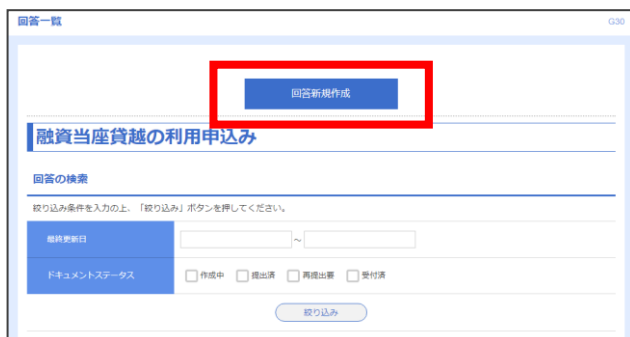 回答一覧
G30
回答新規作成
融資当座貸越の利用申込み
回答の検索
絞り込み条件を入力の上、「絞り込み」ボタンを押してください。
最終更新日
～
ドキュメントステータス 作成中 提出済 再提出要 受付済
絞り込み